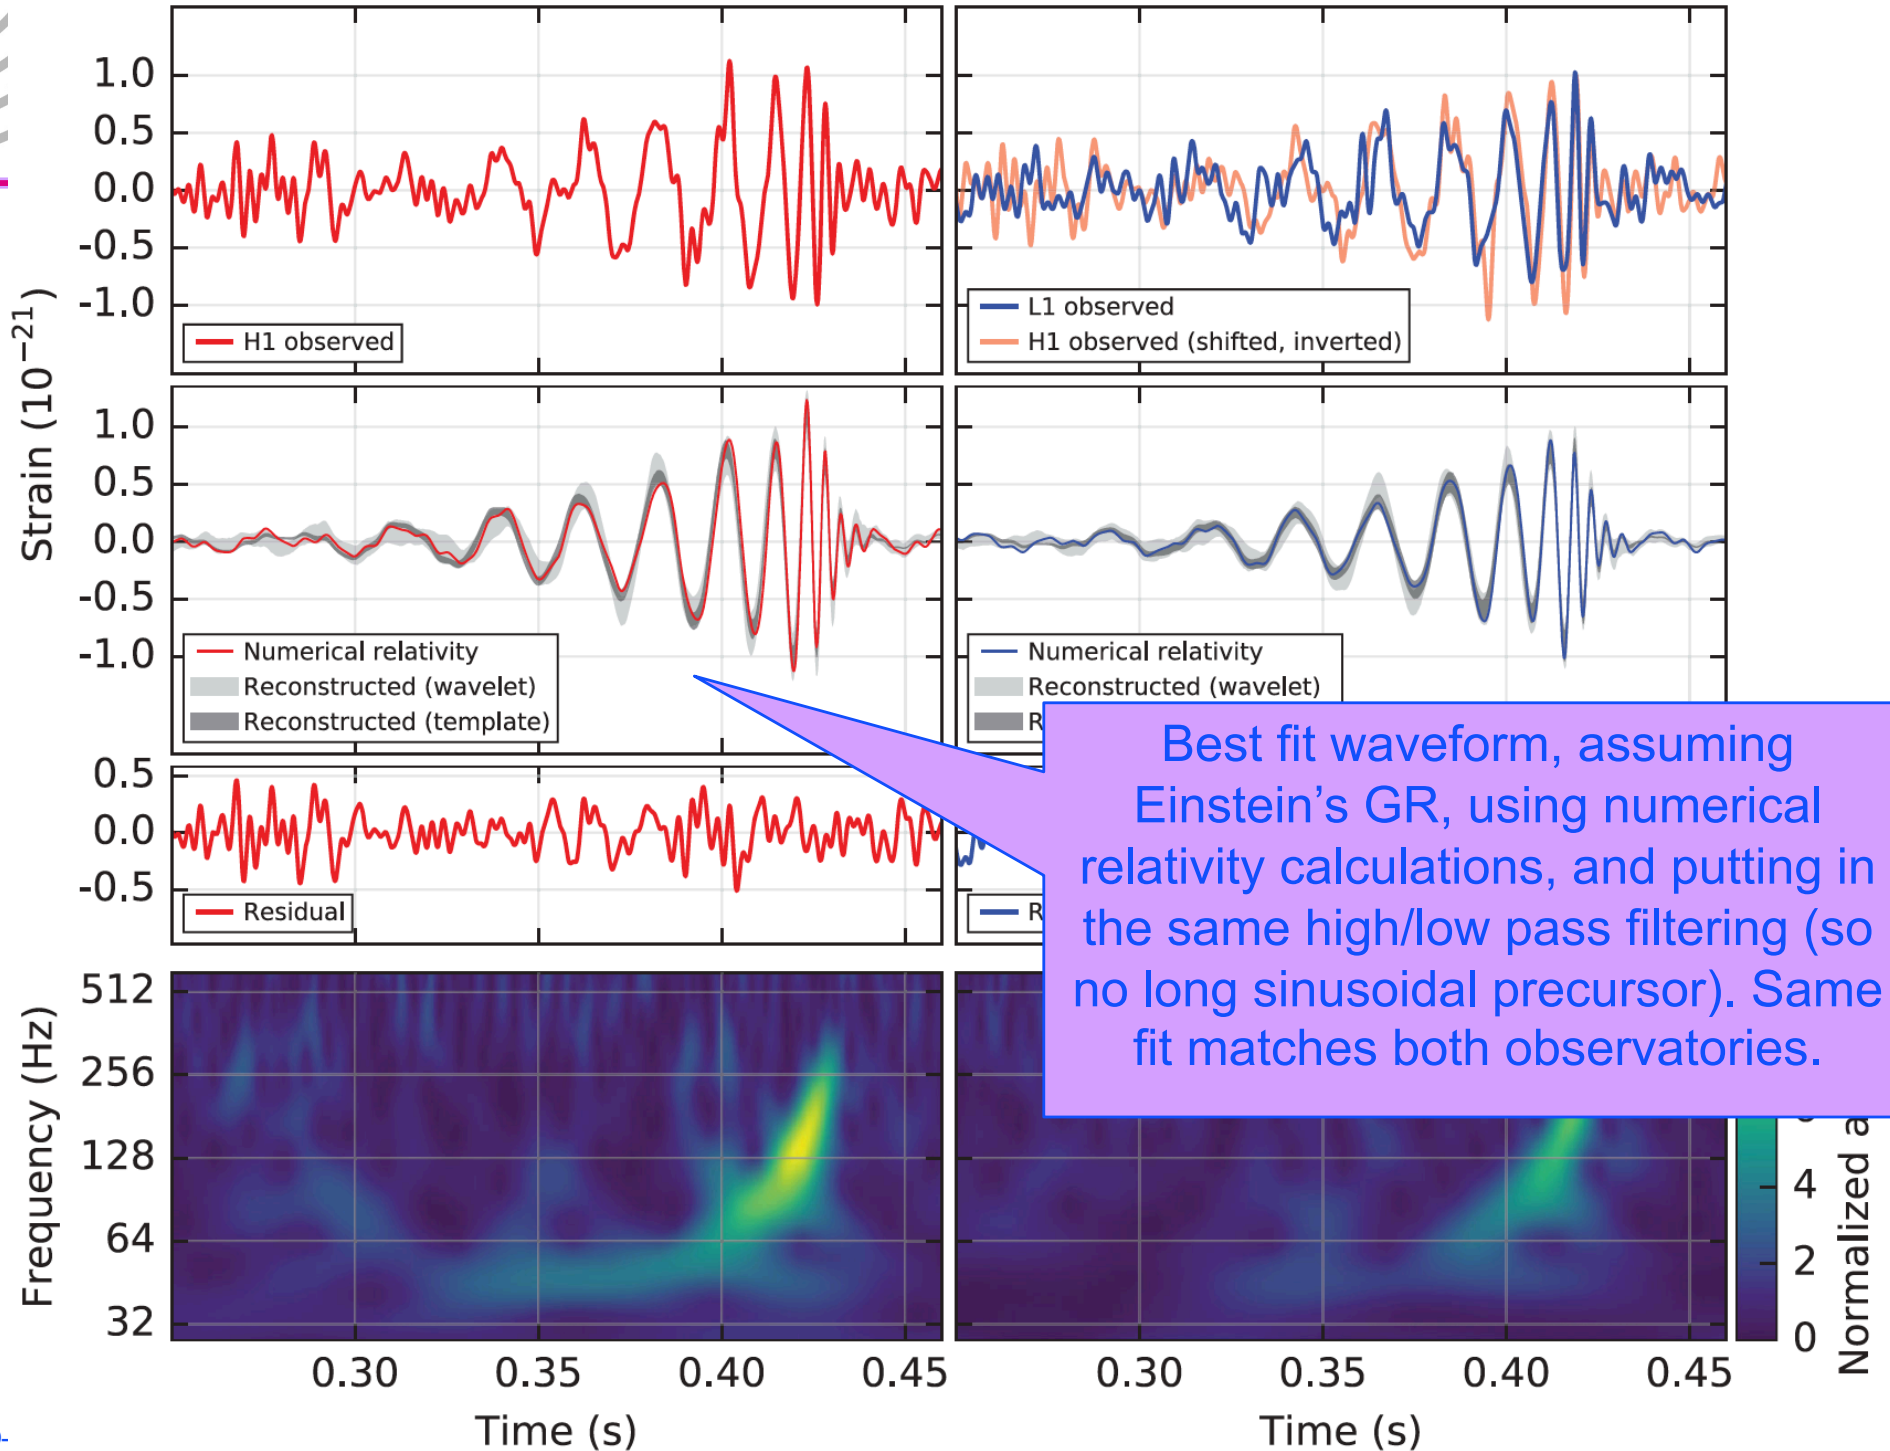 Strain (10⁻²¹)
1.0
0.5
0.0
-0.5
-1.0
H1 observed
L1 observed
H1 observed (shifted, inverted)
1.0
0.5
0.0
-0.5
-1.0
Numerical relativity
Reconstructed (wavelet)
Reconstructed (template)
Numerical relativity
Reconstructed (wavelet)
R
0.5
0.0
-0.5
Residual
R
Best fit waveform, assuming
Einstein’s GR, using numerical
relativity calculations, and putting in
the same high/low pass filtering (so
no long sinusoidal precursor). Same
fit matches both observatories.
Frequency (Hz)
512
256
128
64
32
0.30 0.35 0.40 0.45
Time (s)
0.30 0.35 0.40 0.45
Time (s)
4
2
0
Normalized a